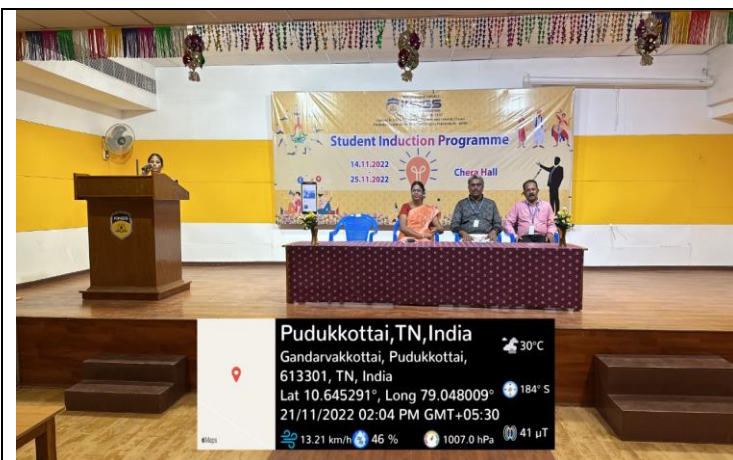 KINGS
Student Induction Programme
14.11.2022
25.11.2022
Chera Hall
KINGS
Pudukkottai,TN,India
Gandarvakkottai, Pudukkottai,
613301, TN, India
Lat 10.645291°, Long 79.048009°
21/11/2022 02:04 PM GMT+05:30
30°C
184° S
13.21 km/h 46 % 1007.0 hPa 41 µT